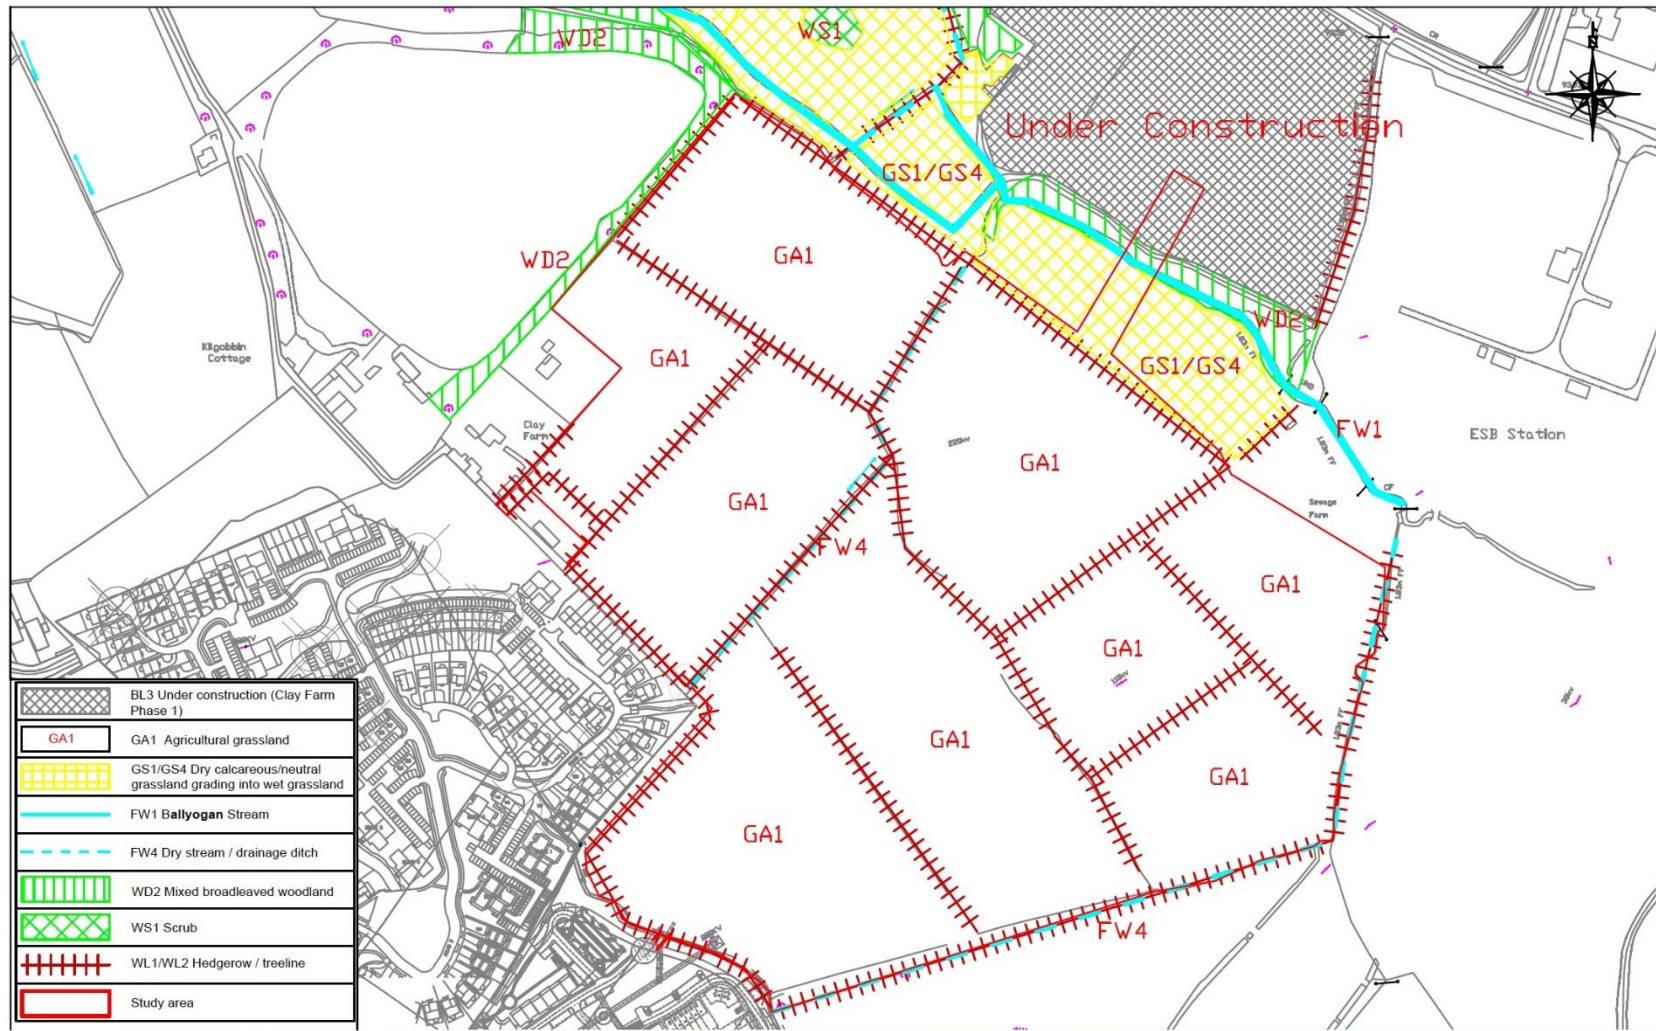 WS1
WD2
N
Under Construction
GS1/GS4
WD2
GA1
WD2
Kilgobbin
Cottage
GA1
GS1/GS4
FW1
ESB Station
Clay
Farm
220kV
GA1
CF
GA1
Sewage
Farm
FW4
GA1
GA1
110kV
GA1
GA1
GA1
FW4
BL3 Under construction (Clay Farm
Phase 1)
GA1
GA1 Agricultural grassland
GS1/GS4 Dry calcareous/neutral
grassland grading into wet grassland
FW1 Ballyogan Stream
FW4 Dry stream / drainage ditch
WD2 Mixed broadleaved woodland
WS1 Scrub
WL1/WL2 Hedgerow / treeline
Study area